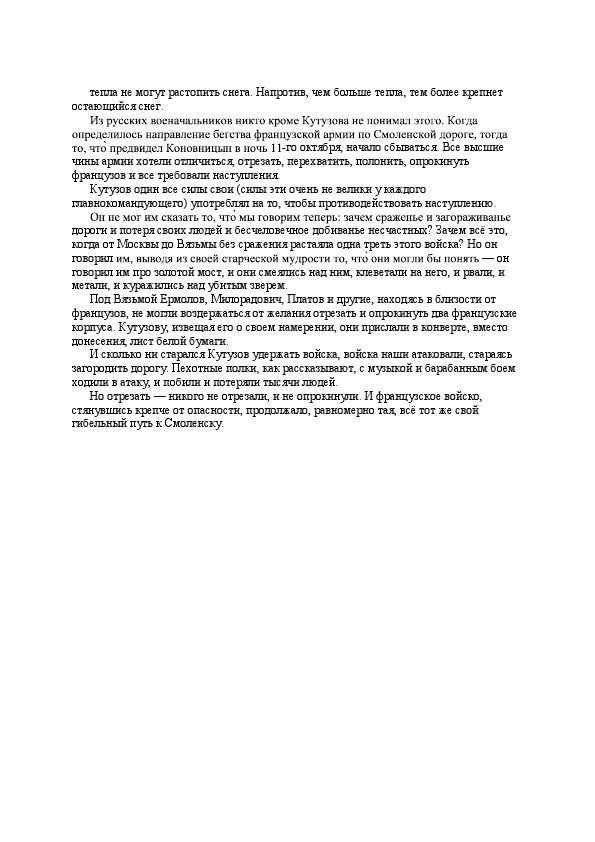 тепла не могут растопить снега. Напротив, чем больше тепла, тем более крепнет
остающийся снег.
Из русских военачальников никто кроме Кутузова не понимал этого. Когда
определилось направление бегства французской армии по Смоленской дороге, тогда
то, что̀ предвидел Коновницын в ночь 11-го октября, начало сбываться. Все высшие
чины армии хотели отличиться, отрезать, перехватить, полонить, опрокинуть
французов и все требовали наступления.
Кутузов один все силы свои (силы эти очень не велики у каждого
главнокомандующего) употреблял на то, чтобы противодействовать наступлению.
Он не мог им сказать то, что̀ мы говорим теперь: зачем сраженье и загораживанье
дороги и потеря своих людей и бесчеловечное добиванье несчастных? Зачем всё это,
когда от Москвы до Вязьмы без сражения растаяла одна треть этого войска? Но он
говорил им, выводя из своей старческой мудрости то, что̀ они могли бы понять — он
говорил им про золотой мост, и они смеялись над ним, клеветали на него, и рвали, и
метали, и куражились над убитым зверем.
Под Вязьмой Ермолов, Милорадович, Платов и другие, находясь в близости от
французов, не могли воздержаться от желания отрезать и опрокинуть два французские
корпуса. Кутузову, извещая его о своем намерении, они прислали в конверте, вместо
донесения, лист белой бумаги.
И сколько ни старался Кутузов удержать войска, войска наши атаковали, стараясь
загородить дорогу. Пехотные полки, как рассказывают, с музыкой и барабанным боем
ходили в атаку, и побили и потеряли тысячи людей.
Но отрезать — никого не отрезали, и не опрокинули. И французское войско,
стянувшись крепче от опасности, продолжало, равномерно тая, всё тот же свой
гибельный путь к Смоленску.